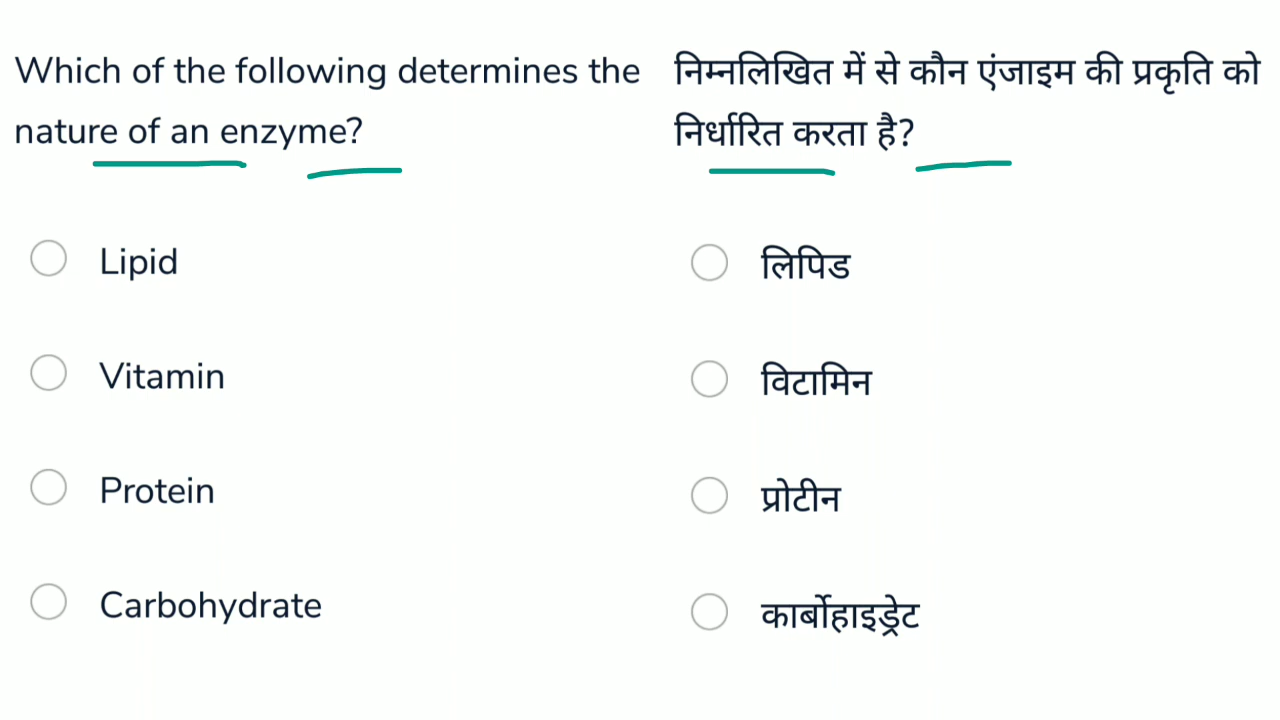 Which of the following determines the
nature of an enzyme?
Lipid
Vitamin
Protein
Carbohydrate
निम्नलिखित में से कौन एंजाइम की प्रकृति को
निर्धारित करता है?
लिपिड
विटामिन
प्रोटीन
कार्बोहाइड्रेट